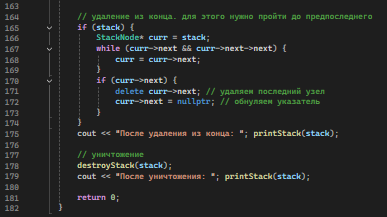 163
164 // удаление из конца. для этого нужно пройти до предпоследнего
165 if (stack) {
166 StackNode* curr = stack;
167 while (curr->next && curr->next->next) {
168 curr = curr->next;
169 }
170 if (curr->next) {
171 delete curr->next; // удаляем последний узел
172 curr->next = nullptr; // обнуляем указатель
173 }
174 }
175 cout << "После удаления из конца: "; printStack(stack);
176
177 // уничтожение
178 destroyStack(stack);
179 cout << "После уничтожения: "; printStack(stack);
180
181 return 0;
182 }